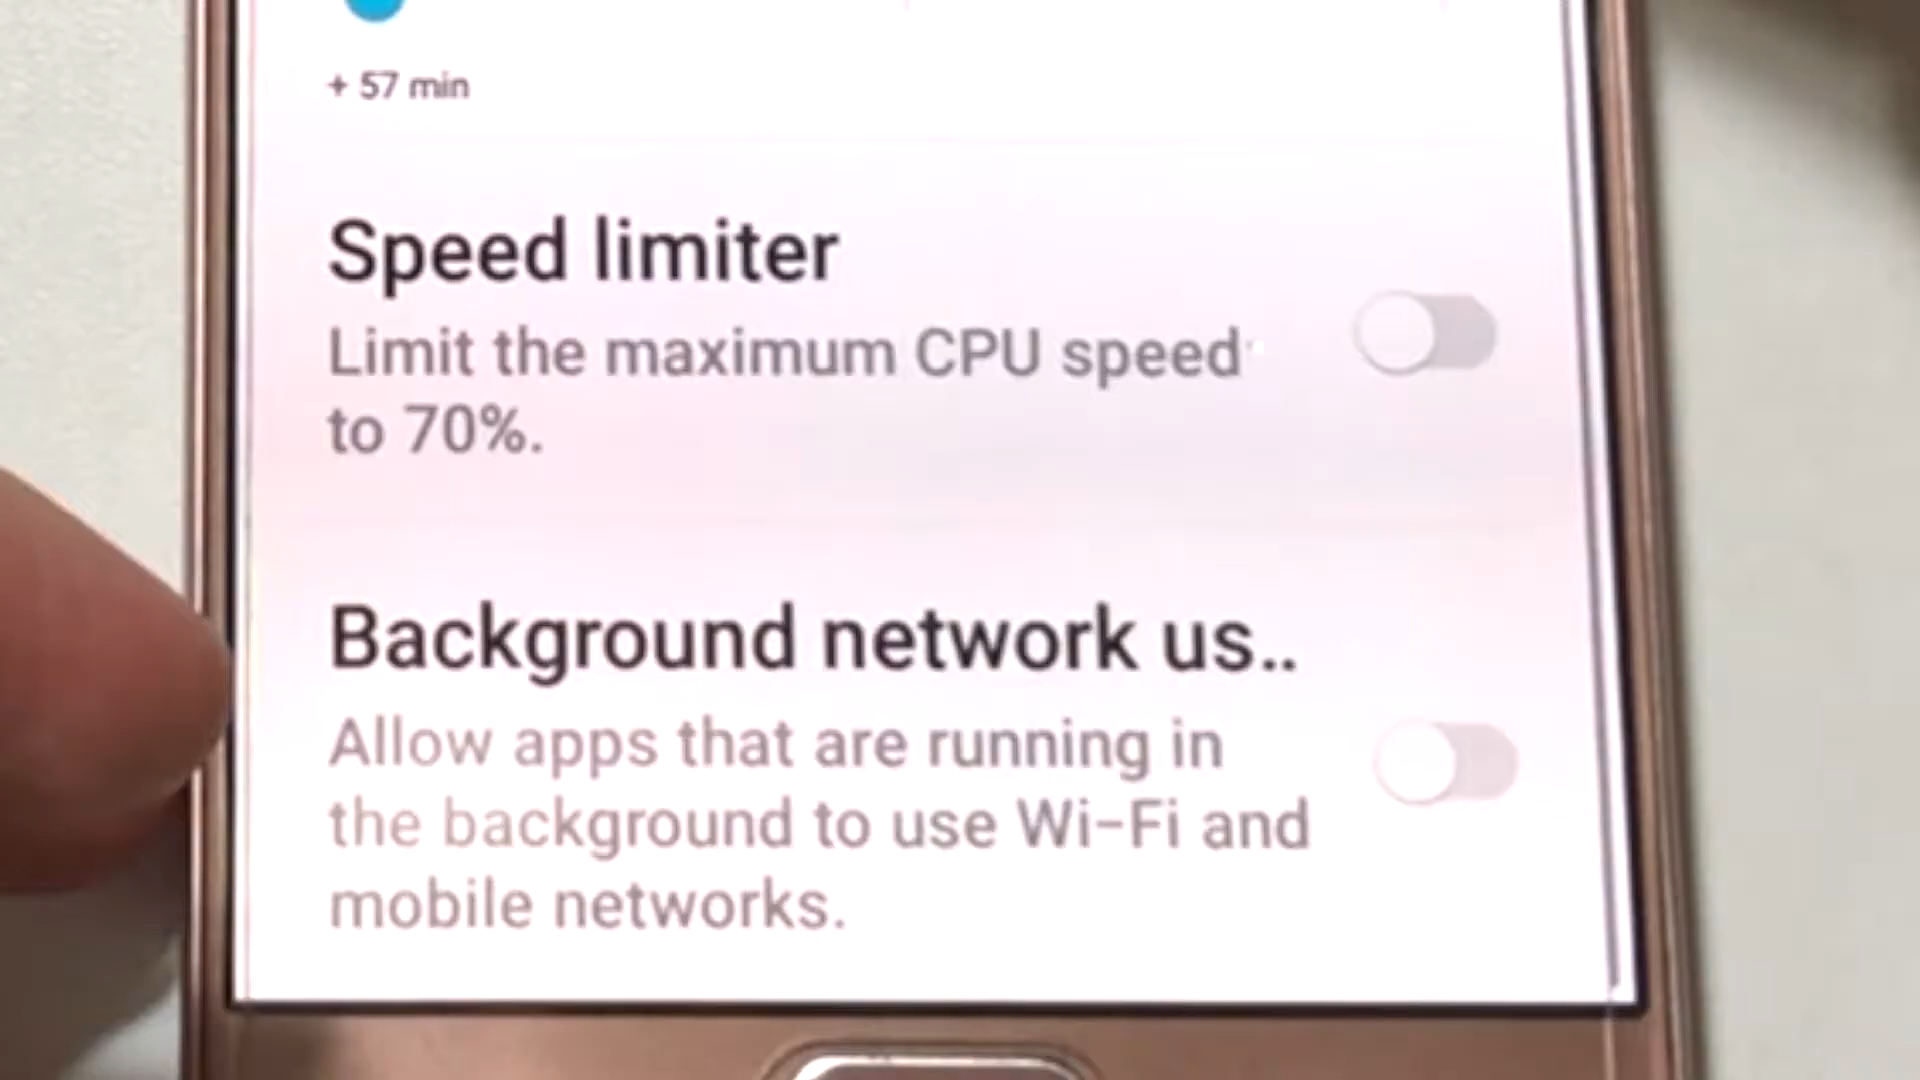 + 57 min
Speed limiter
Limit the maximum CPU speed
to 70%.
Background network us..
Allow apps that are running in
the background to use Wi-Fi and
mobile networks.